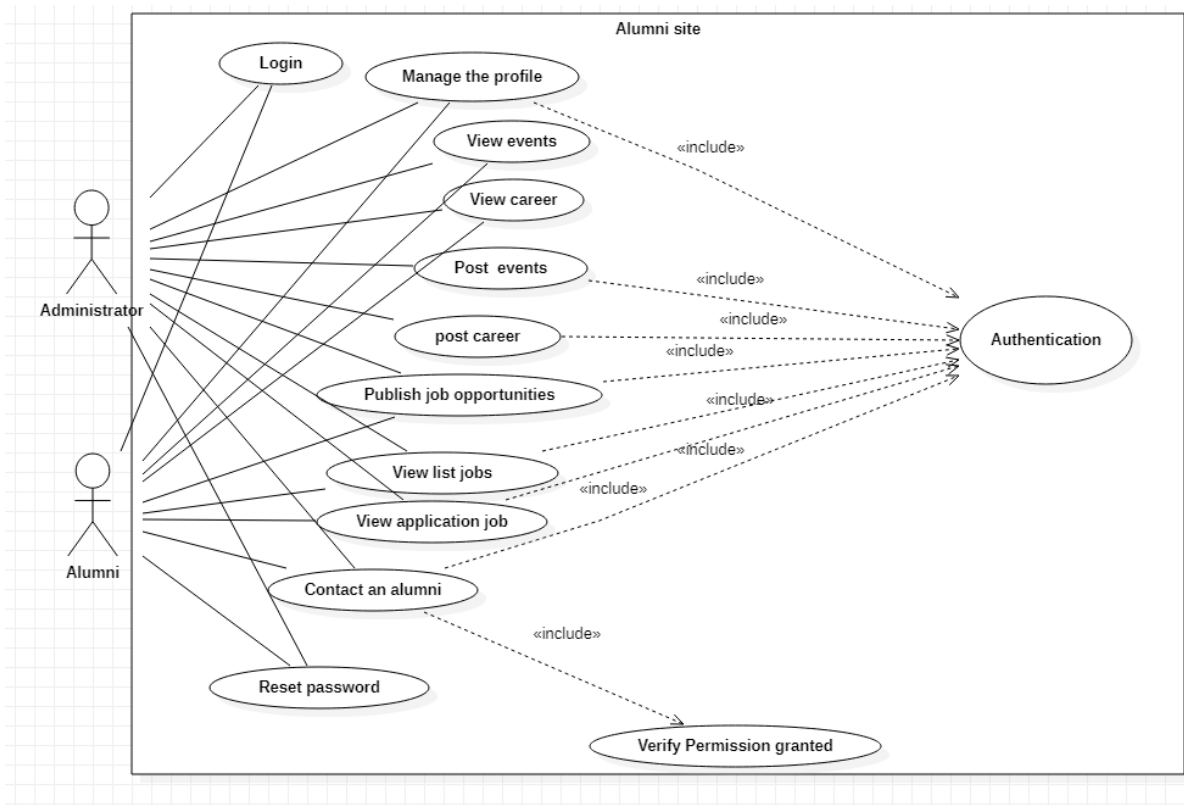 Alumni site
Login
Manage the profile
«include»
View events
View career
Post  events
«include»
Administrator
post career
«include»
Authentication
«include»
Publish job opportunities
«include»
View list jobs
«include»
View application job
«include»
Alumni
Contact an alumni
«include»
Reset password
Verify Permission granted